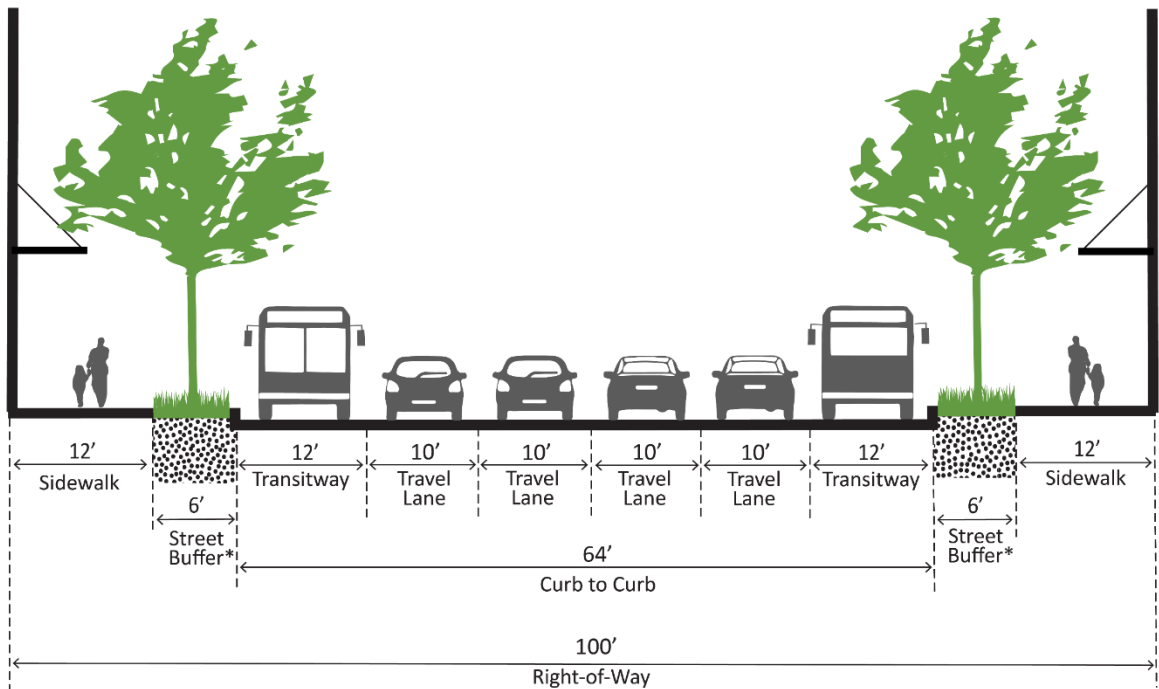 12’ 12’ 10’ 10’ 10’ 10’ 12’ 12’
Sidewalk Transitway Travel Travel Travel Travel Transitway Sidewalk
Lane Lane Lane Lane
6’ 6’
Street Street
Buffer* Buffer*
64’
Curb to Curb
100’
Right-of-Way